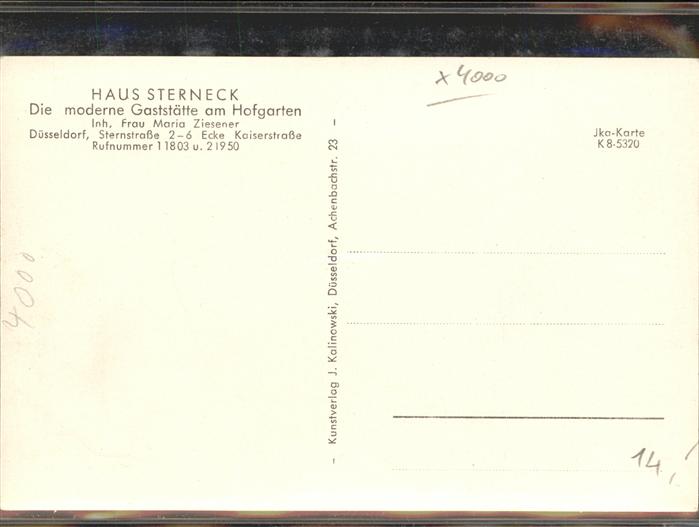 HAUS STERNECK
Die moderne Gaststätte am Hofgarten
Inh. Frau Maria Ziesener
Düsseldorf, Sternstraße 2-6 Ecke Kaiserstraße
Rufnummer 11803 u. 21950
4000
- Kunstverlag J. Kalinowski, Düsseldorf, Achenbachstr. 23 -
x 4000
Jka-Karte
K 8-5320
14,